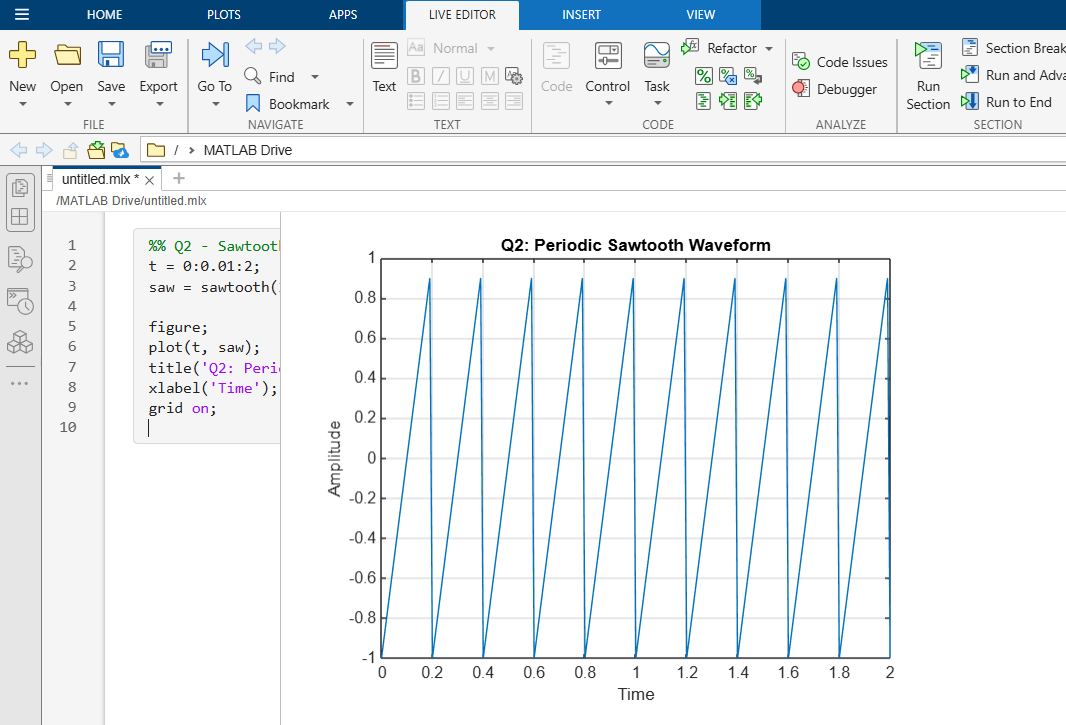 HOME PLOTS APPS LIVE EDITOR INSERT VIEW
New Open Save Export
FILE
Go To Find Bookmark
NAVIGATE
Text Aa Normal
B I U M
TEXT
Code Control Task Refactor
CODE
Code Issues
Debugger
ANALYZE
Run Section
Section Break
Run and Adva
Run to End
SECTION
/ › MATLAB Drive
untitled.mlx * × +
/MATLAB Drive/untitled.mlx
1 %% Q2 - Sawtoot
2 t = 0:0.01:2;
3 saw = sawtooth(
4
5 figure;
6 plot(t, saw);
7 title('Q2: Peri
8 xlabel('Time');
9 grid on;
10
Q2: Periodic Sawtooth Waveform
1
0.8
0.6
0.4
0.2
0
-0.2
-0.4
-0.6
-0.8
-1
Amplitude
0 0.2 0.4 0.6 0.8 1 1.2 1.4 1.6 1.8 2
Time